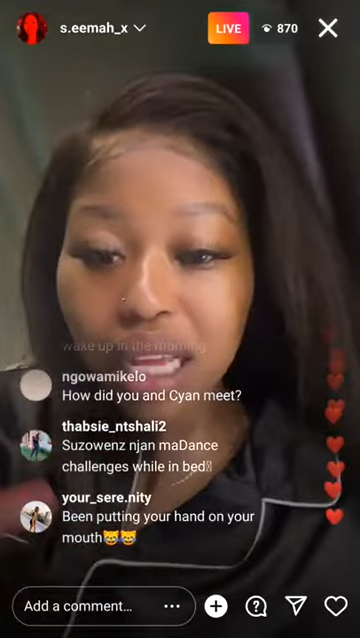 s.eemah_x
LIVE
870
wake up in the morning
ngowamikelo
How did you and Cyan meet?
thabsie_ntshali2
Suzowenz njan maDance
challenges while in bed
your_sere.nity
Been putting your hand on your
mouth😹😹
Add a comment...